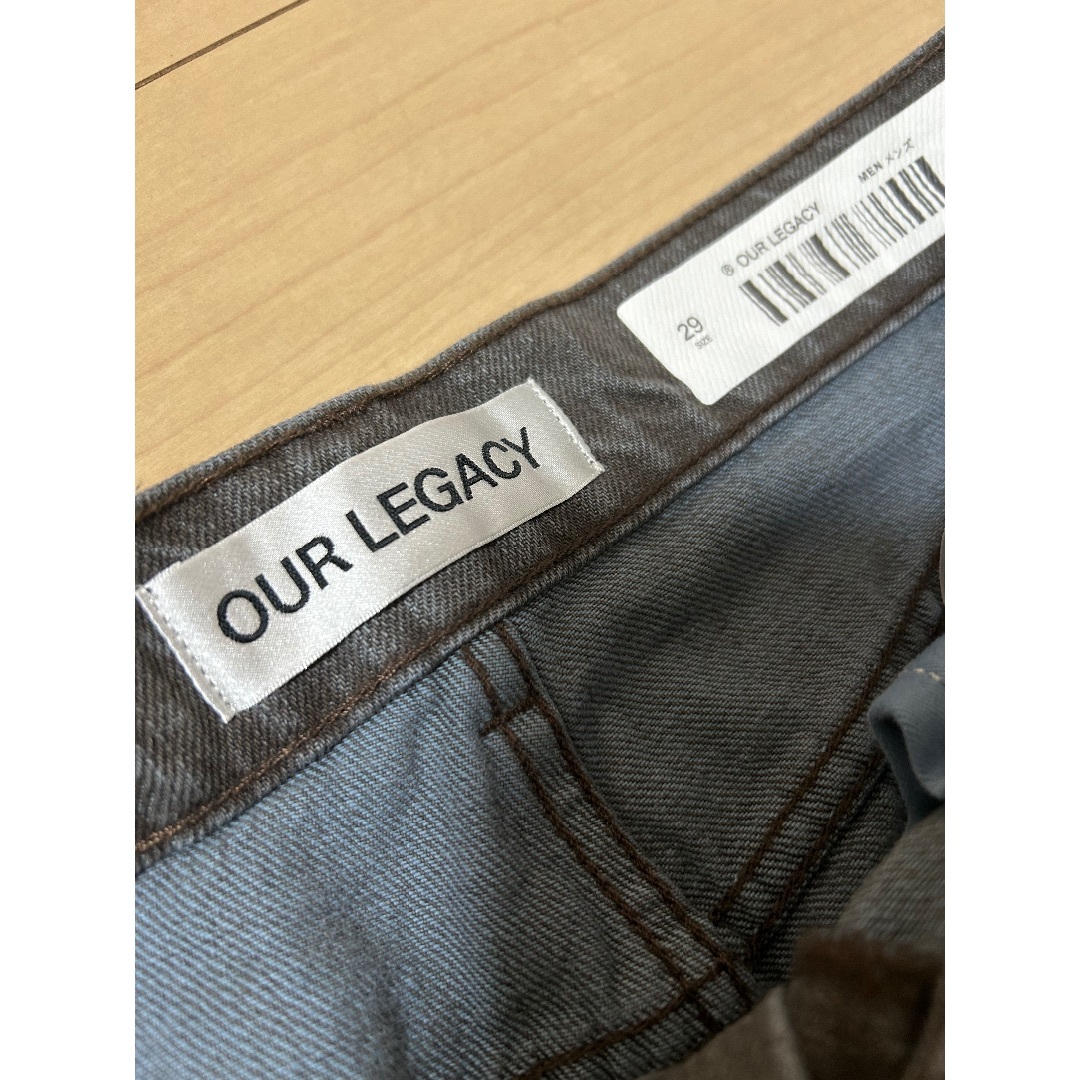 OUR LEGACY
29
SIZE
® OUR LEGACY
MEN メンズ